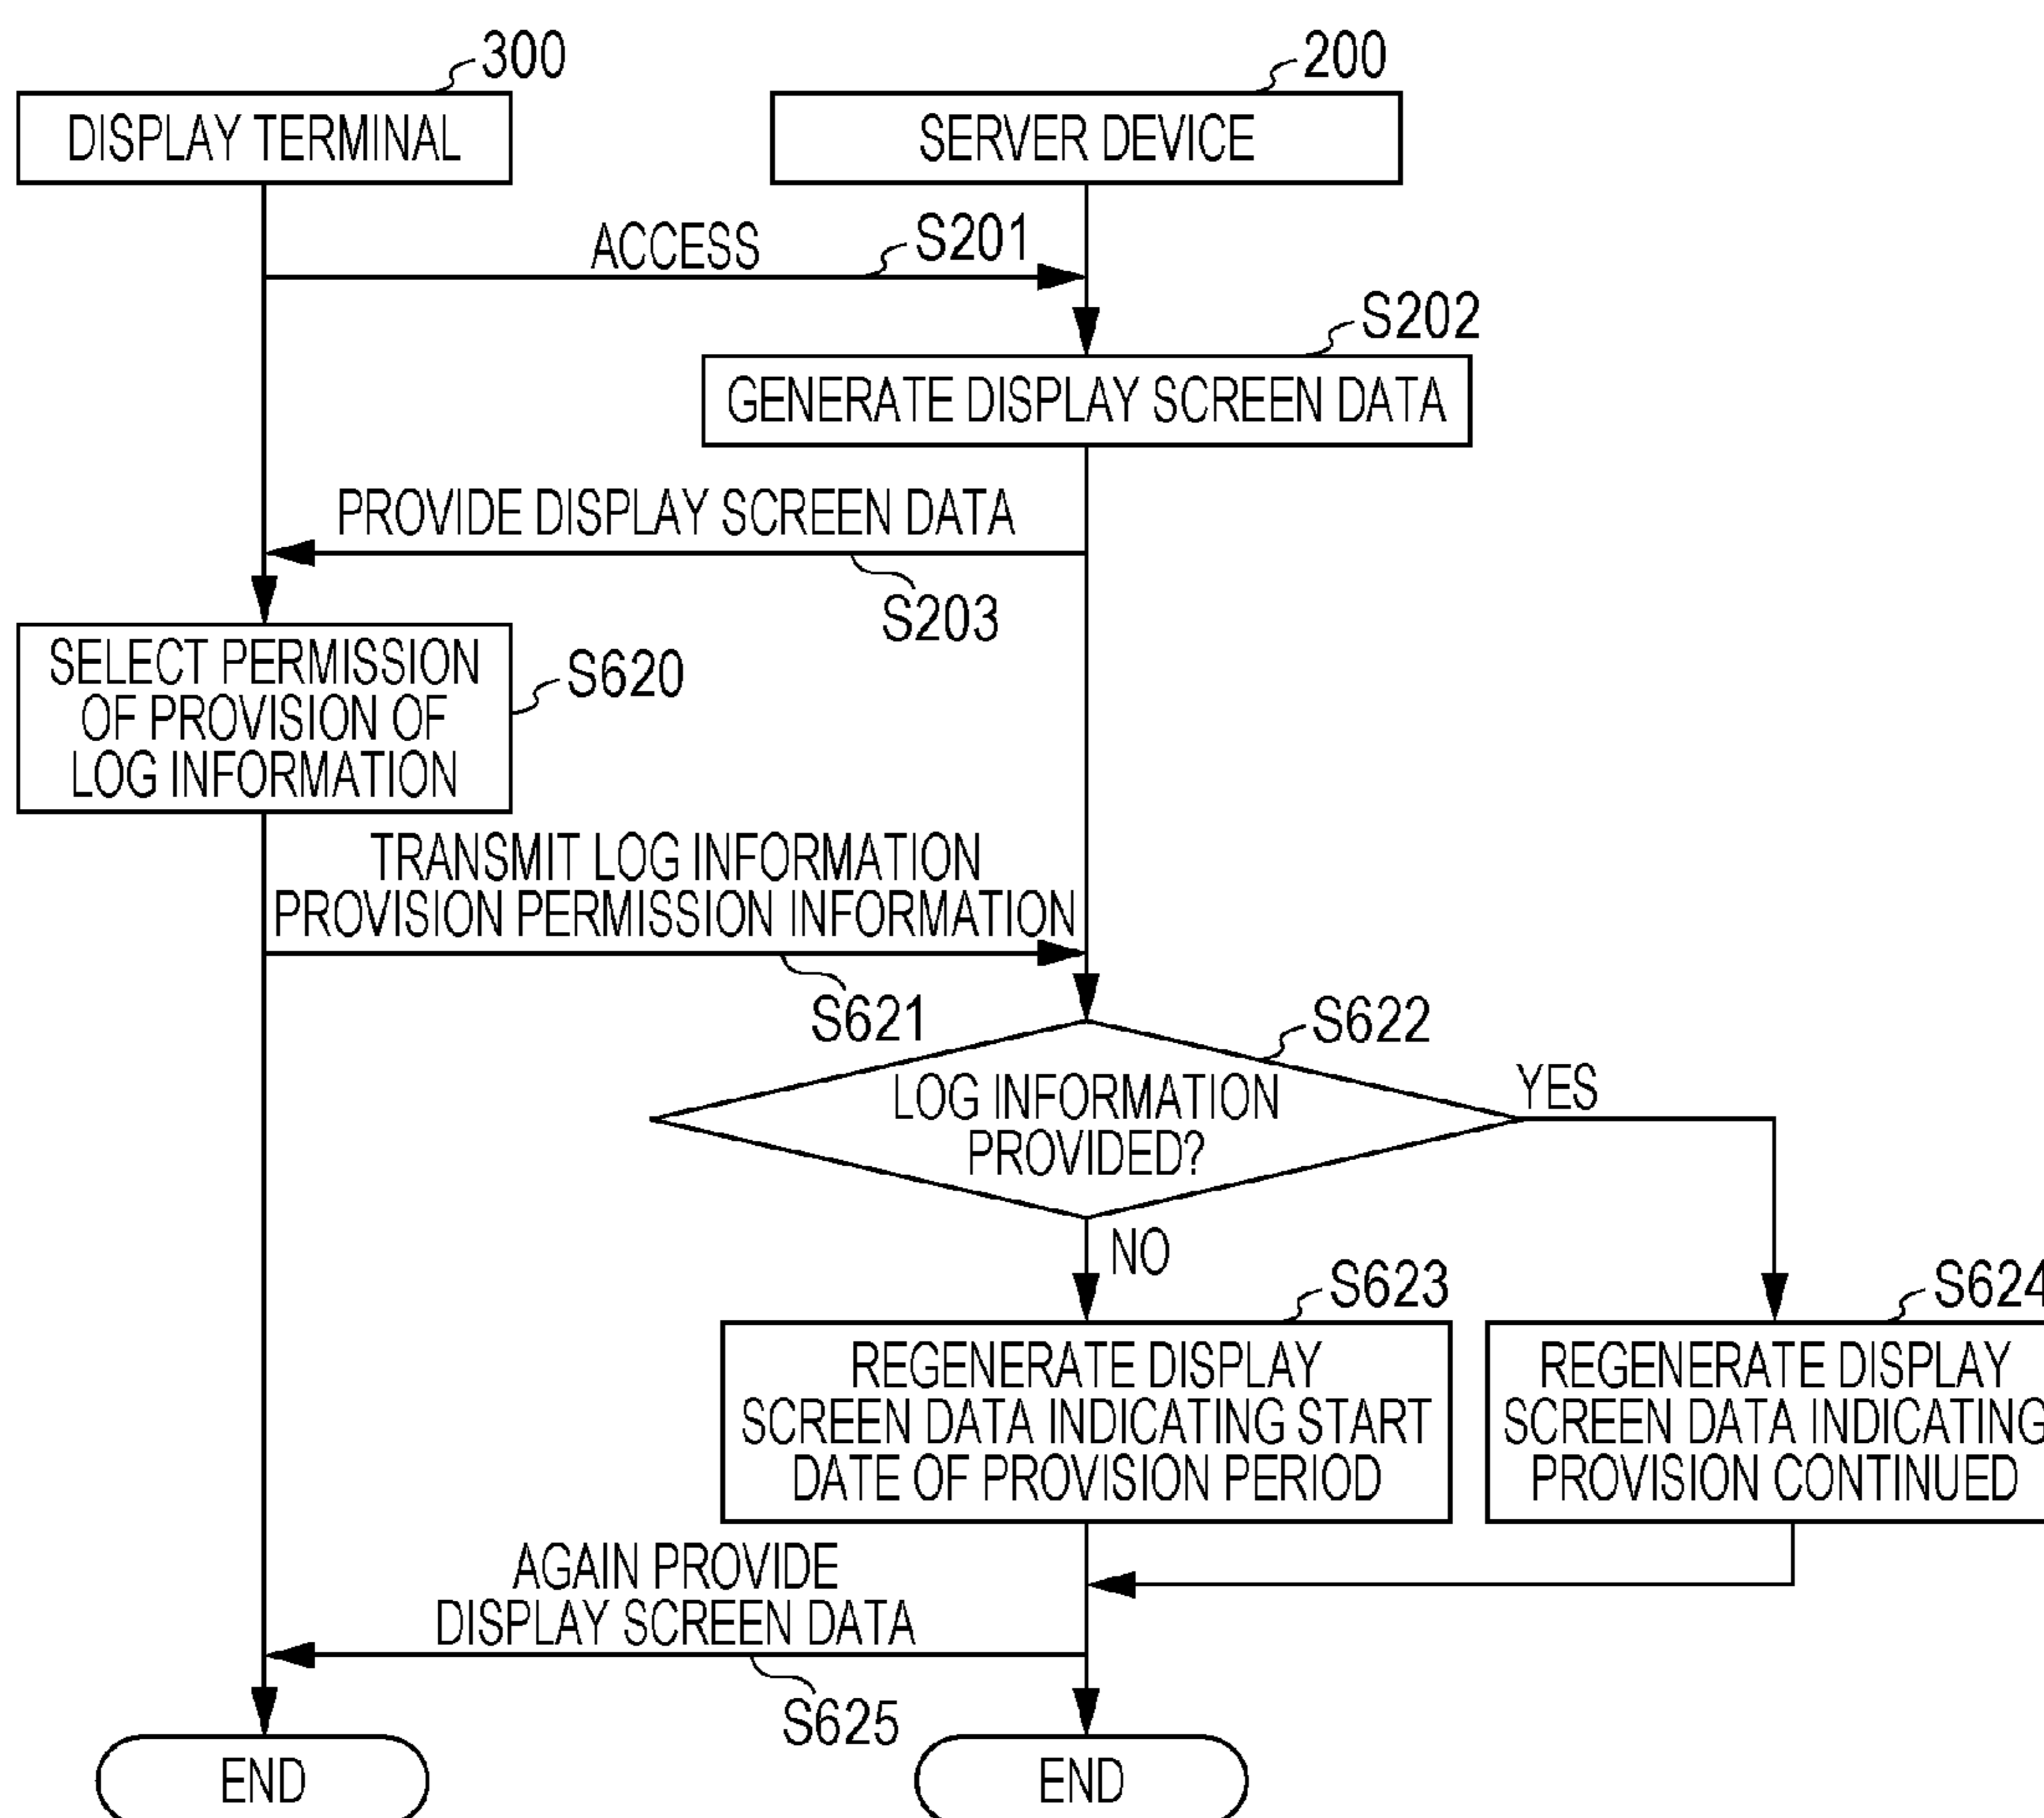 300
200
DISPLAY TERMINAL
SERVER DEVICE
ACCESS
S201
S202
GENERATE DISPLAY SCREEN DATA
PROVIDE DISPLAY SCREEN DATA
S203
SELECT PERMISSION
OF PROVISION OF
LOG INFORMATION
S620
TRANSMIT LOG INFORMATION
PROVISION PERMISSION INFORMATION
S621
S622
LOG INFORMATION
PROVIDED?
YES
NO
S623
S624
REGENERATE DISPLAY
SCREEN DATA INDICATING START
DATE OF PROVISION PERIOD
REGENERATE DISPLAY
SCREEN DATA INDICATING
PROVISION CONTINUED
AGAIN PROVIDE
DISPLAY SCREEN DATA
S625
END
END